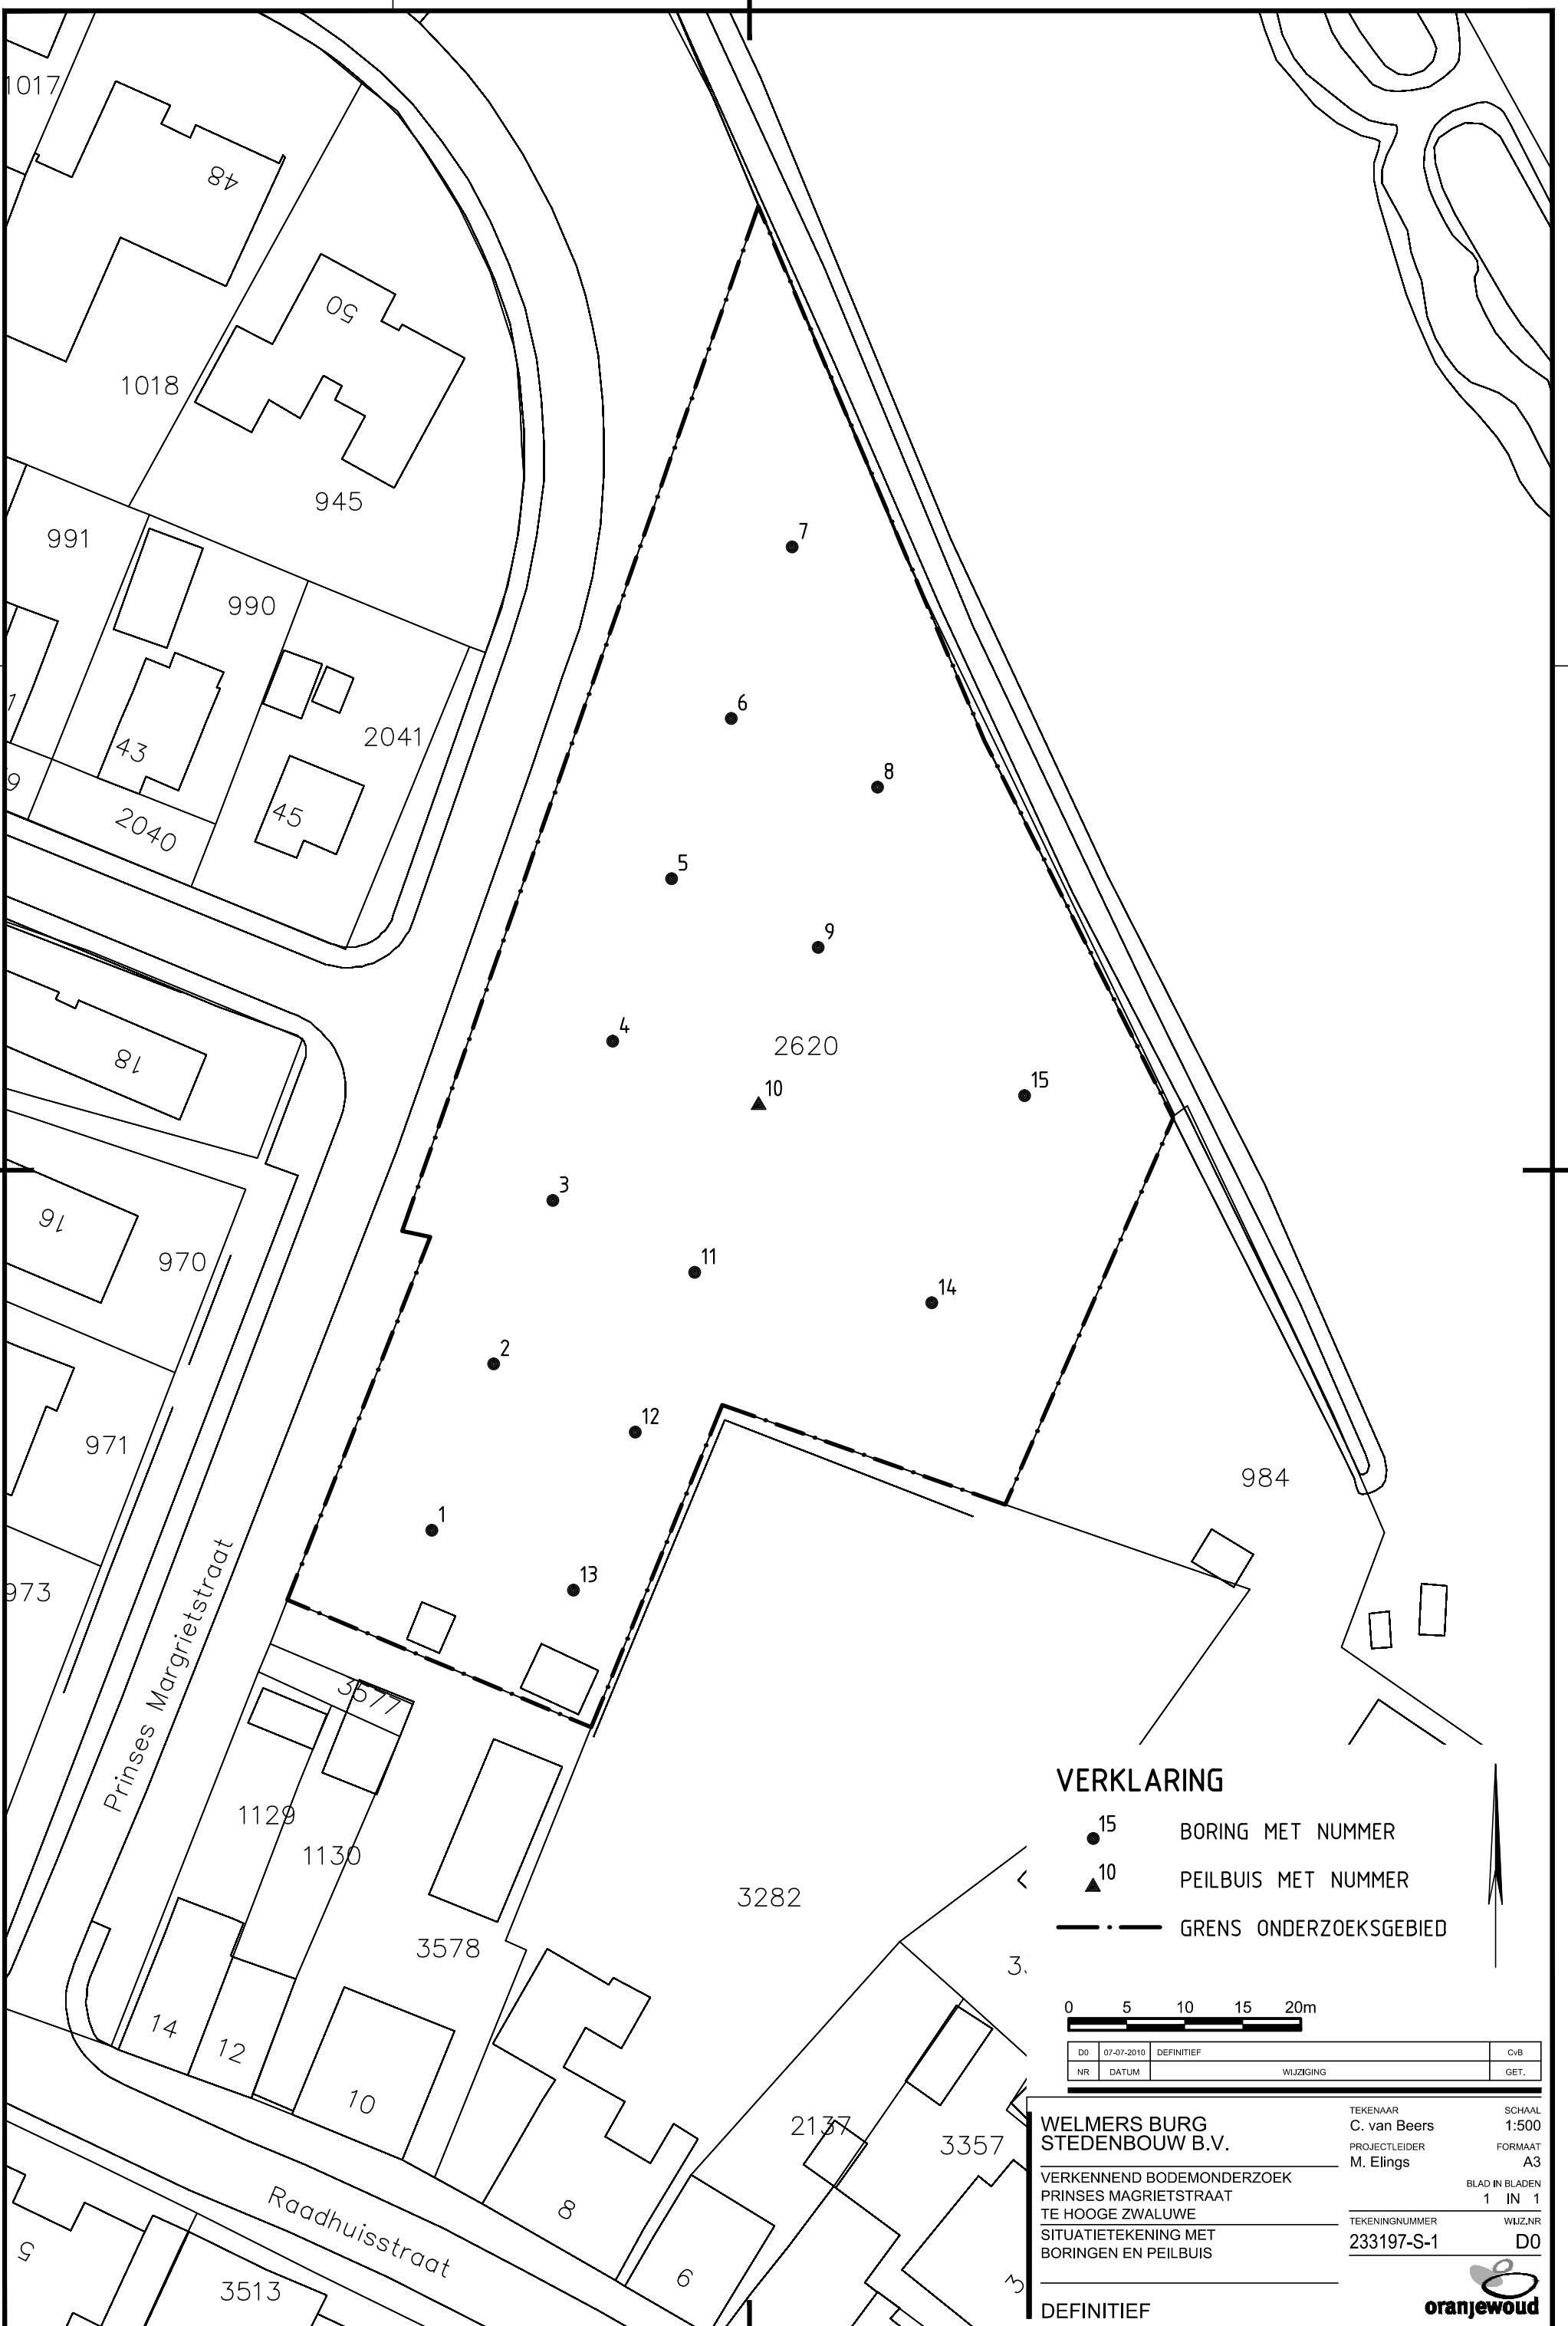 1017
48
50
1018
945
991
990
7
6
2041
43
8
45
2040
5
9
4
2620
18
10
15
3
16
970
11
14
2
971
12
984
1
13
973
Prinses Margrietstraat
3577
VERKLARING
15 BORING MET NUMMER
1129
1130
10 PEILBUIS MET NUMMER
3282
GRENS ONDERZOEKSGEBIED
3578
0 5 10 15 20m
14
12
D0 07-07-2010 DEFINITIEF CvB
NR DATUM WIJZIGING GET.
10
2137
3357
WELMERS BURG
STEDENBOUW B.V.
TEKENAAR SCHAAL
C. van Beers 1:500
PROJECTLEIDER FORMAAT
M. Elings A3
VERKENNEND BODEMONDERZOEK
PRINSES MAGRIETSTRAAT
TE HOOGE ZWALUWE
BLAD IN BLADEN
1 IN 1
SITUATIETEKENING MET
BORINGEN EN PEILBUIS
TEKENINGNUMMER WIJZ.NR
233197-S-1 D0
DEFINITIEF
oranjewoud
Raadhuisstraat
8
6
5
3513